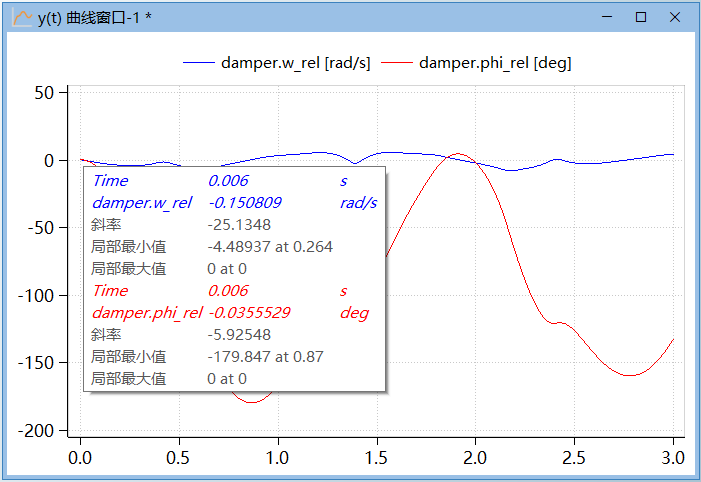 y(t) 曲线窗口-1 *
damper.w_rel [rad/s] damper.phi_rel [deg]
50
0
-50
-100
-150
-200
Time 0.006 s
damper.w_rel -0.150809 rad/s
斜率 -25.1348
局部最小值 -4.48937 at 0.264
局部最大值 0 at 0
Time 0.006 s
damper.phi_rel -0.0355529 deg
斜率 -5.92548
局部最小值 -179.847 at 0.87
局部最大值 0 at 0
0.0 0.5 1.0 1.5 2.0 2.5 3.0